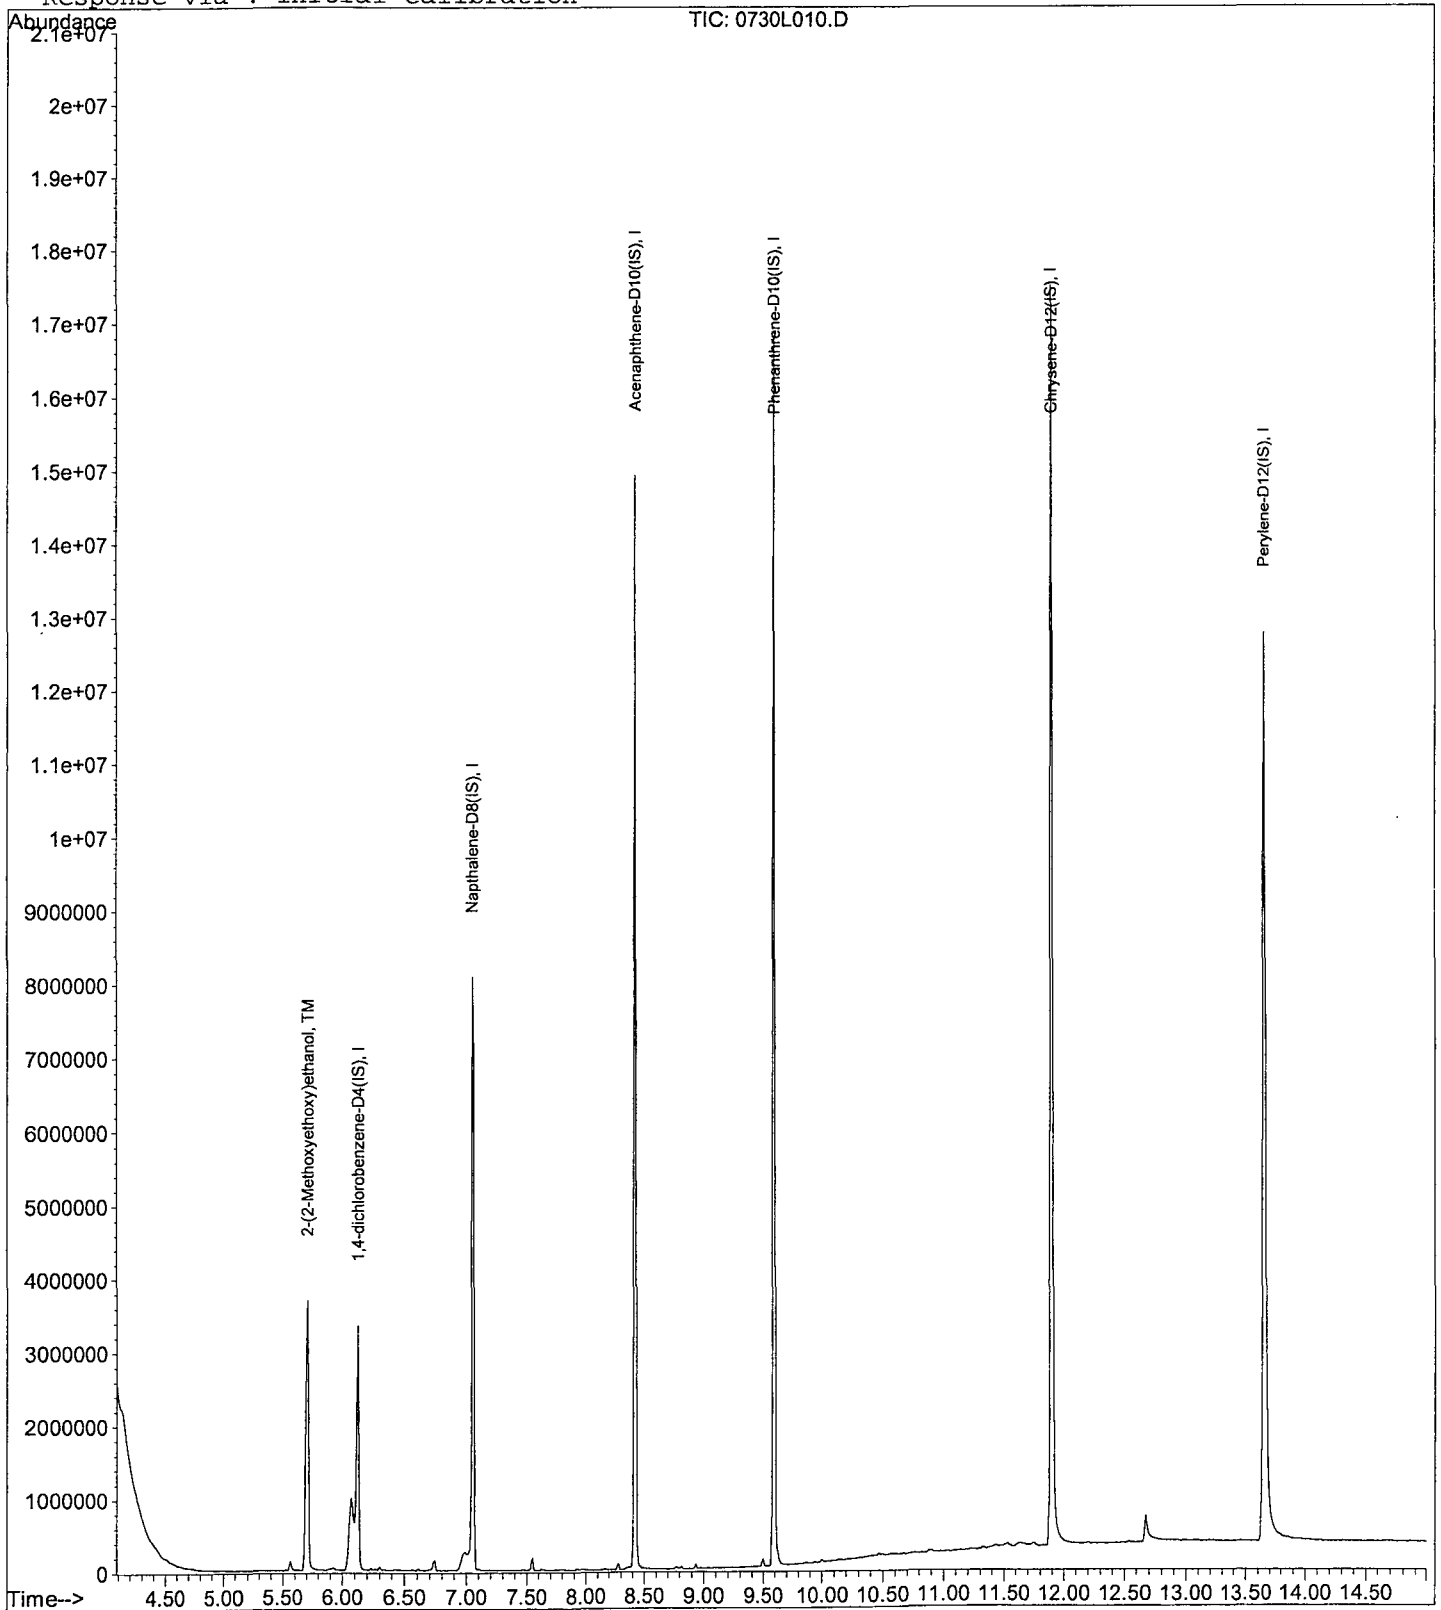 Response via : Initial Calibration
Abundance
TIC: 0730L010.D
2.1e+07
2e+07
1.9e+07
1.8e+07
1.7e+07
1.6e+07
1.5e+07
1.4e+07
1.3e+07
1.2e+07
1.1e+07
1e+07
9000000
8000000
7000000
6000000
5000000
4000000
3000000
2000000
1000000
0
2-(2-Methoxyethoxy)ethanol, TM
1,4-dichlorobenzene-D4(IS), I
Napthalene-D8(IS), I
Acenaphthene-D10(IS), I
Phenanthrene-D10(IS), I
Chrysene-D12(IS), I
Perylene-D12(IS), I
Time--> 4.50 5.00 5.50 6.00 6.50 7.00 7.50 8.00 8.50 9.00 9.50 10.00 10.50 11.00 11.50 12.00 12.50 13.00 13.50 14.00 14.50